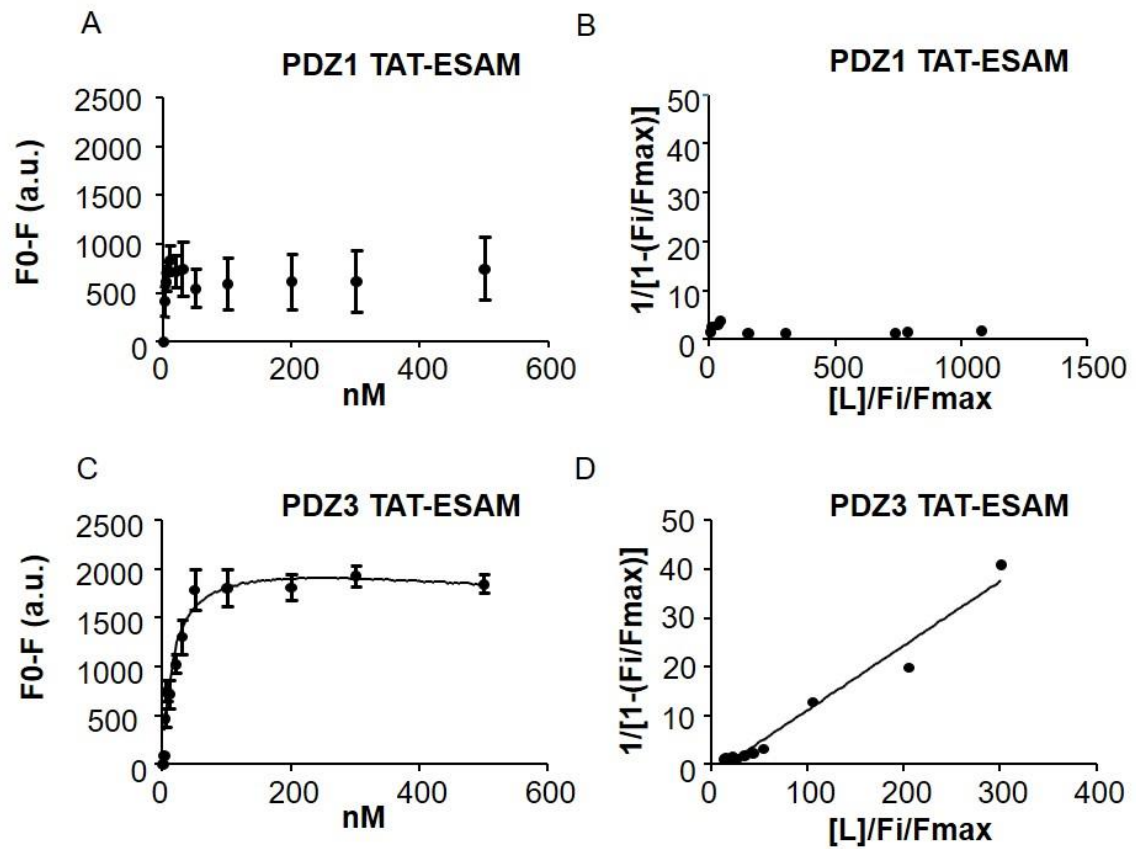 A
PDZ1 TAT-ESAM
F0-F (a.u.)
2500
2000
1500
1000
500
0
0 200 400 600
nM
B
PDZ1 TAT-ESAM
1/[1-(Fi/Fmax)]
50
40
30
20
10
0
0 500 1000 1500
[L]/Fi/Fmax
C
PDZ3 TAT-ESAM
F0-F (a.u.)
2500
2000
1500
1000
500
0
0 200 400 600
nM
D
PDZ3 TAT-ESAM
1/[1-(Fi/Fmax)]
50
40
30
20
10
0
0 100 200 300 400
[L]/Fi/Fmax